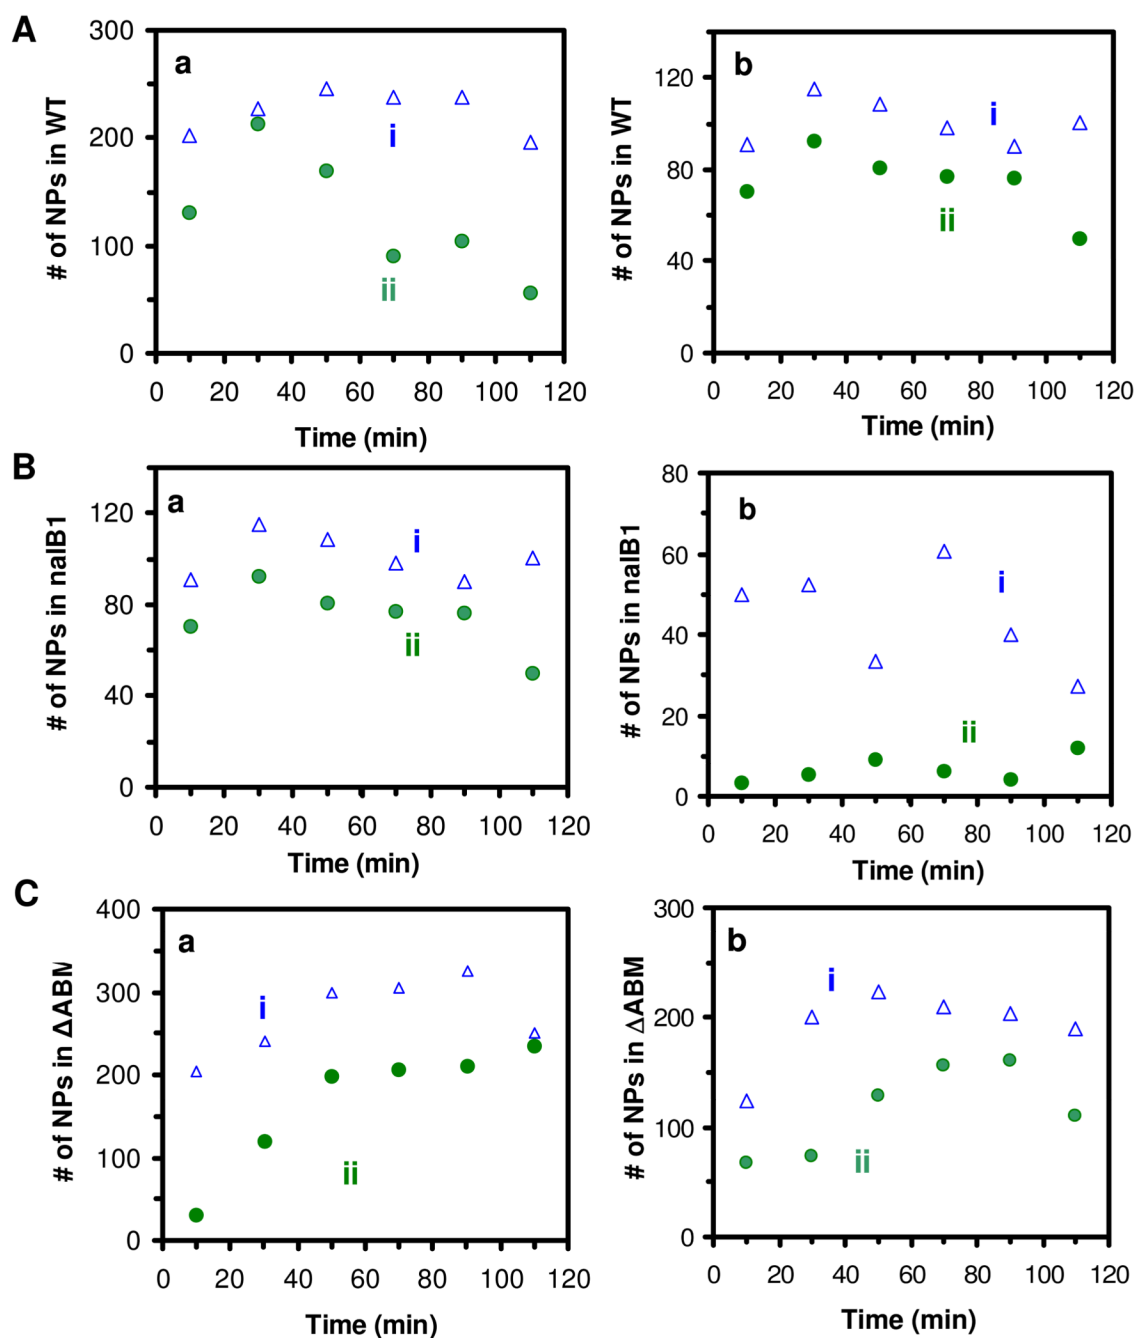 A
a
b
# of NPs in WT
300
200
100
0
i
ii
0 20 40 60 80 100 120
Time (min)
# of NPs in WT
120
80
40
0
i
ii
0 20 40 60 80 100 120
Time (min)
B
a
# of NPs in nalB1
120
80
40
0
i
ii
0 20 40 60 80 100 120
Time (min)
b
# of NPs in nalB1
80
60
40
20
0
i
ii
0 20 40 60 80 100 120
Time (min)
C
a
# of NPs in ΔABM
400
300
200
100
0
i
ii
0 20 40 60 80 100 120
Time (min)
b
# of NPs in ΔABM
300
200
100
0
i
ii
0 20 40 60 80 100 120
Time (min)